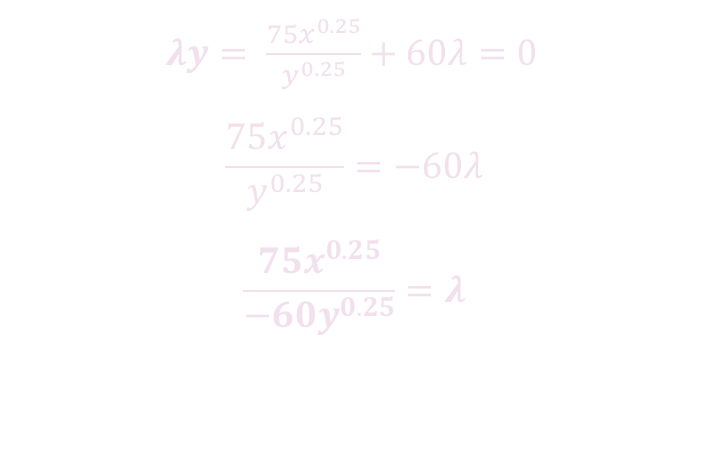 λy = 75x^0.25 / y^0.25 + 60λ = 0
75x^0.25 / y^0.25 = −60λ
75x^0.25 / −60y^0.25 = λ